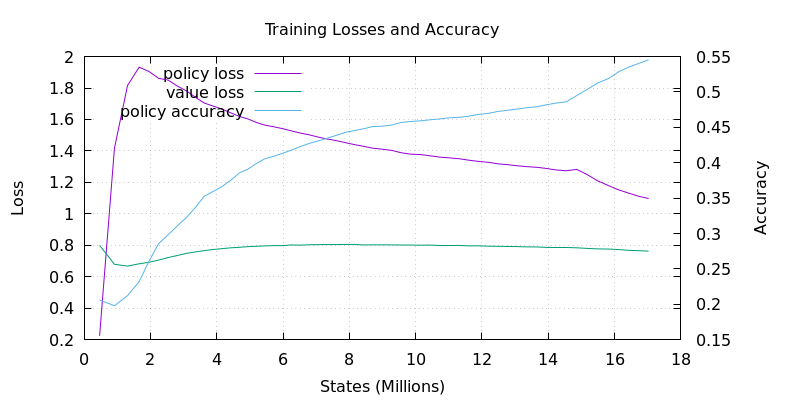 Training Losses and Accuracy
policy loss
value loss
policy accuracy
2
1.8
1.6
1.4
1.2
1
0.8
0.6
0.4
0.2
Loss
0.55
0.5
0.45
0.4
0.35
0.3
0.25
0.2
0.15
Accuracy
0 2 4 6 8 10 12 14 16 18
States (Millions)